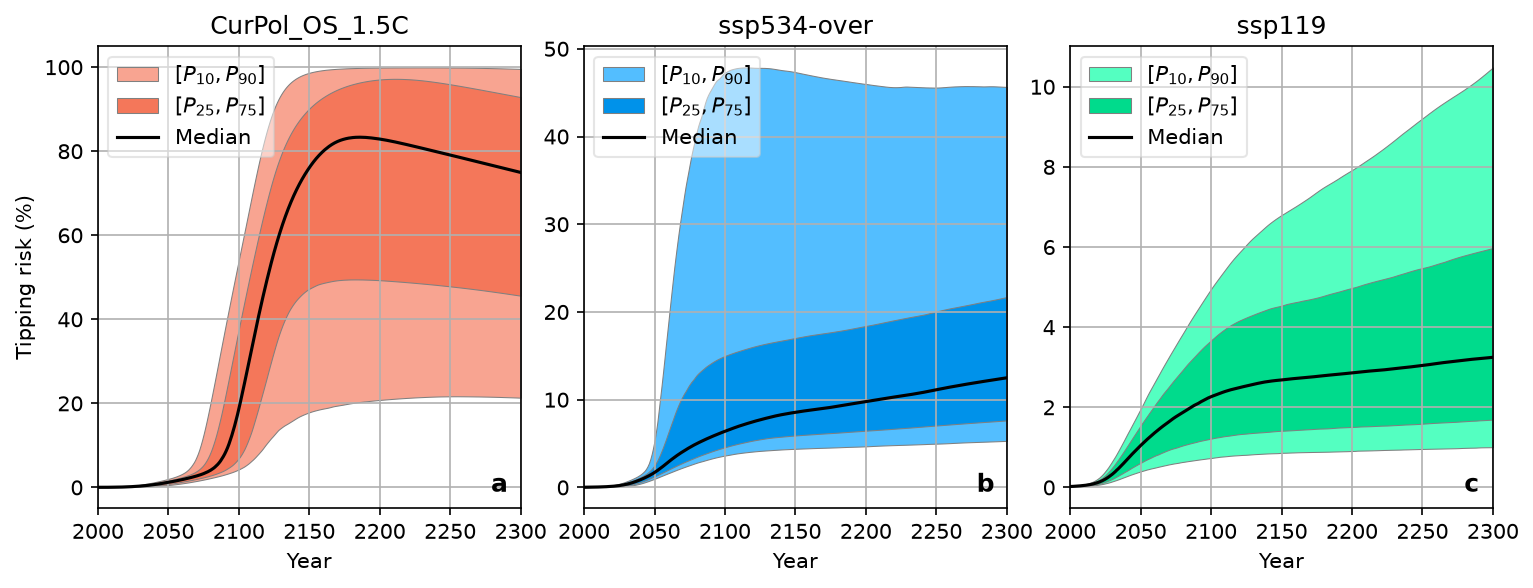 CurPol_OS_1.5C
[P10, P90]
[P25, P75]
Median
Tipping risk (%)
100
80
60
40
20
0
a
2000 2050 2100 2150 2200 2250 2300
Year
ssp534-over
[P10, P90]
[P25, P75]
Median
50
40
30
20
10
0
b
2000 2050 2100 2150 2200 2250 2300
Year
ssp119
[P10, P90]
[P25, P75]
Median
10
8
6
4
2
0
c
2000 2050 2100 2150 2200 2250 2300
Year